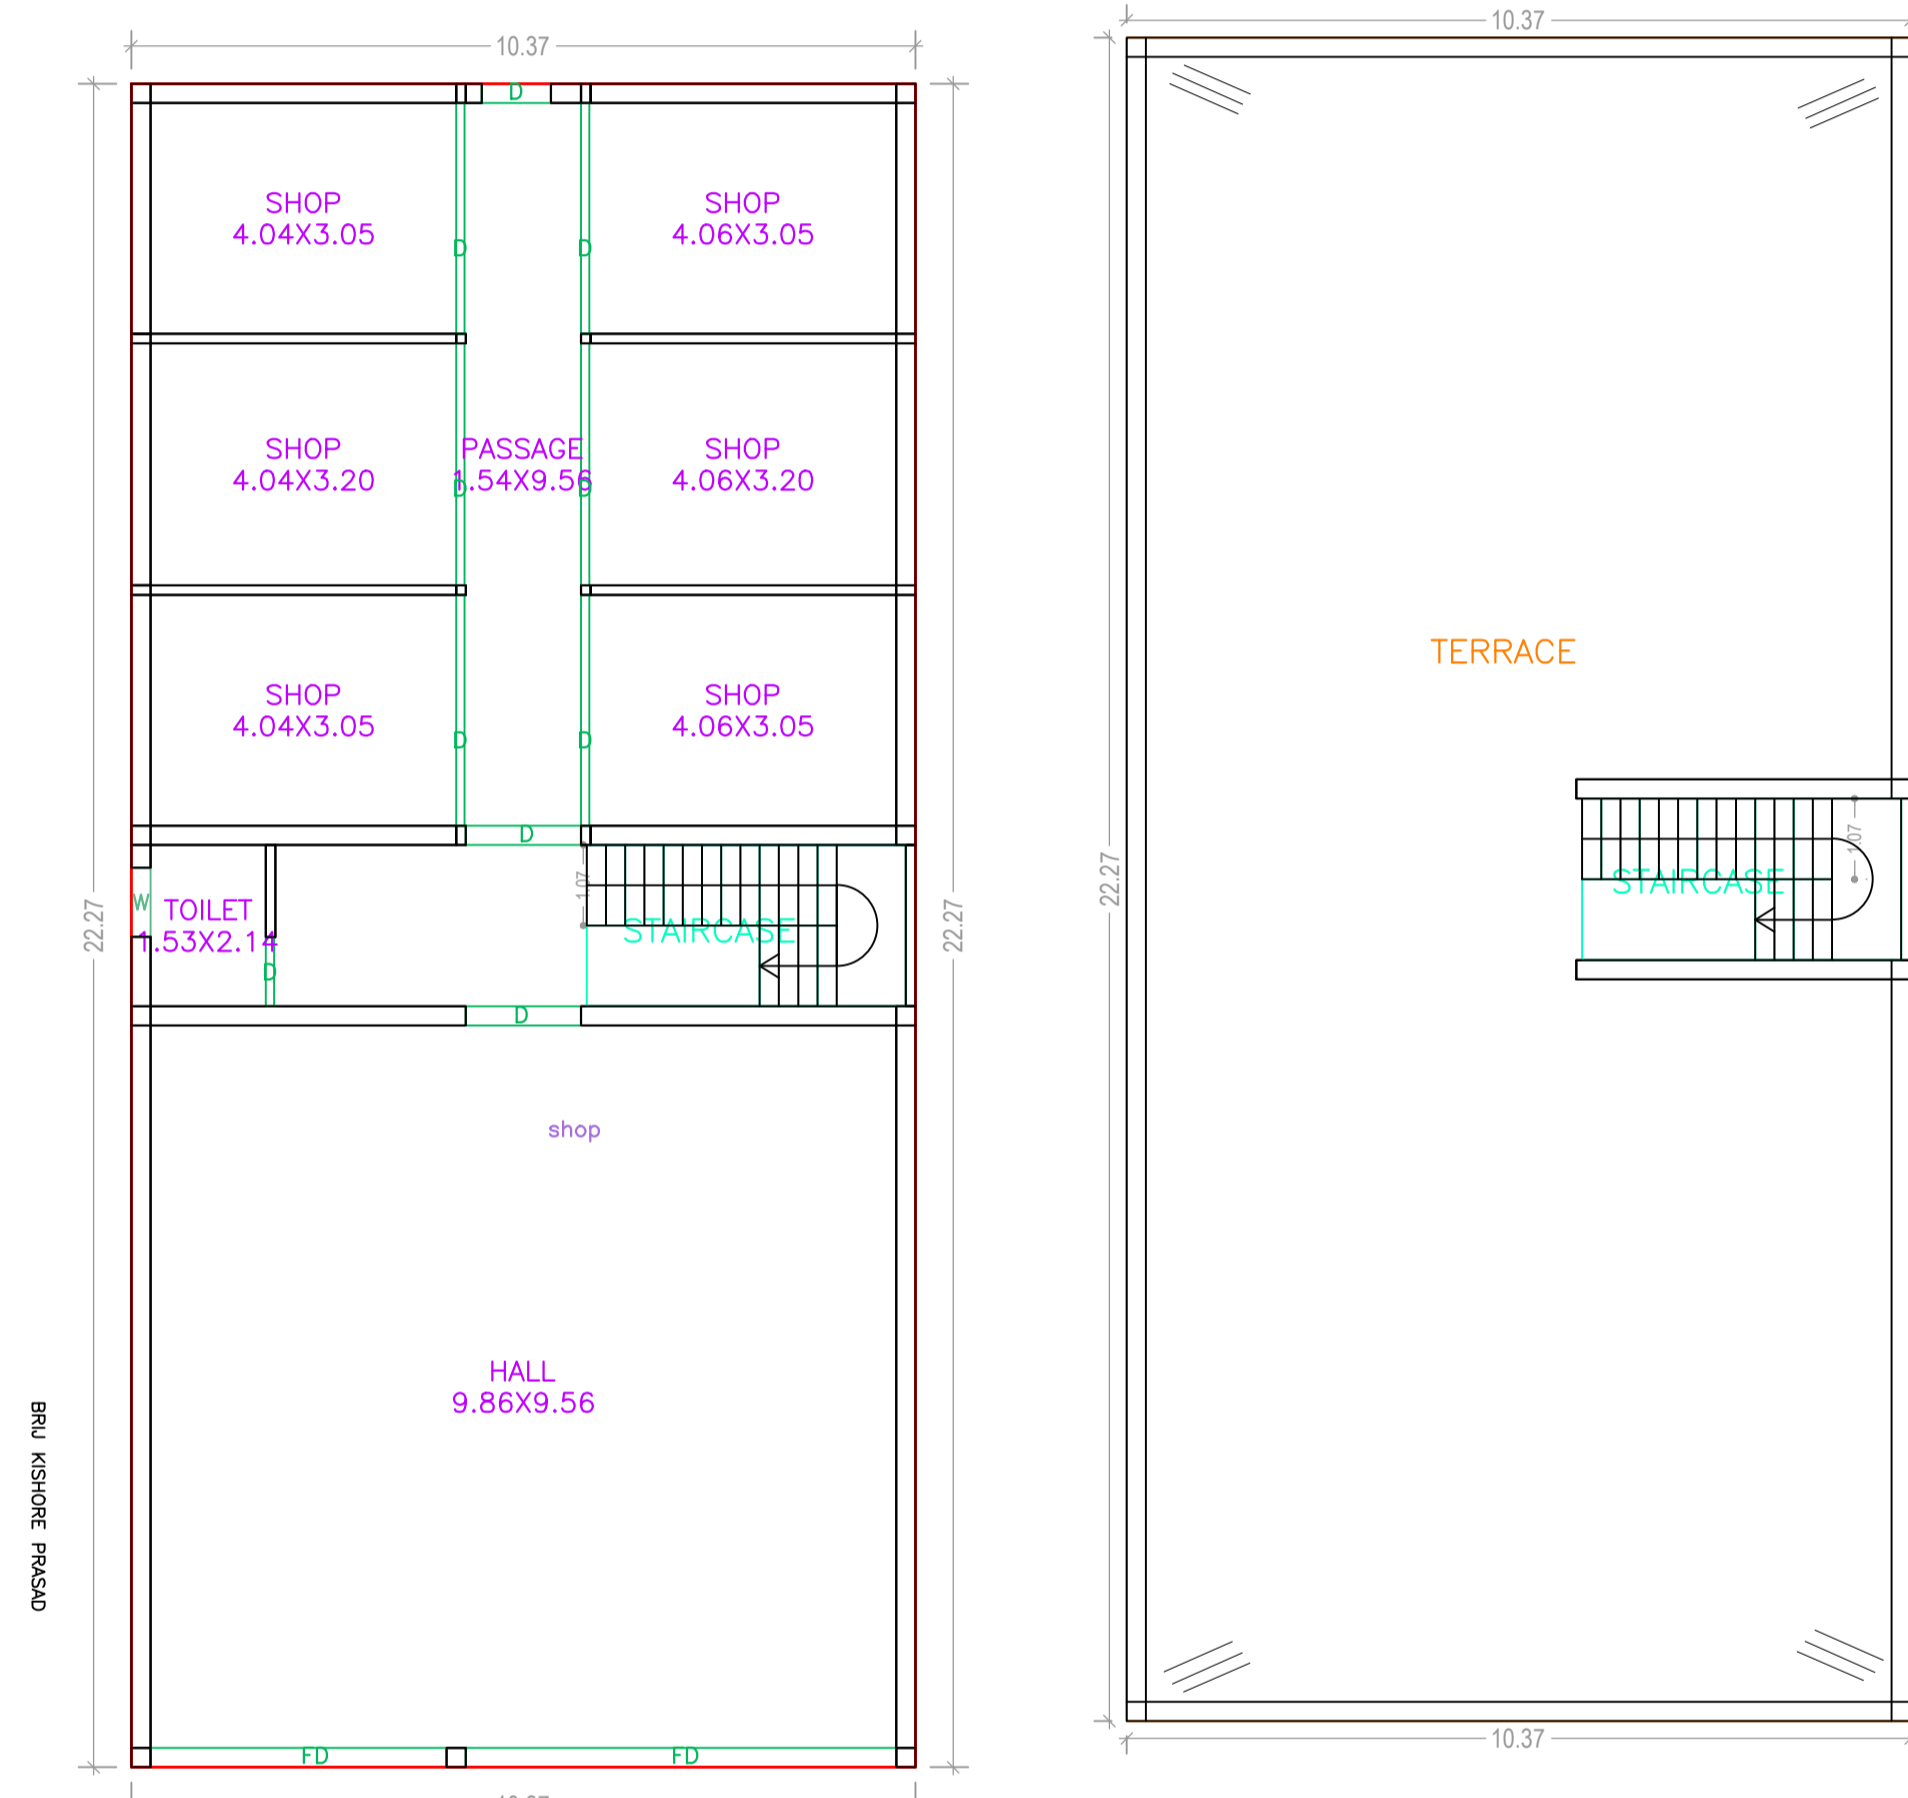 10.37
D
SHOP
4.04X3.05
SHOP
4.06X3.05
D
D
SHOP
4.04X3.20
PASSAGE
1.54X9.56
SHOP
4.06X3.20
D
D
SHOP
4.04X3.05
SHOP
4.06X3.05
D
D
D
22.27
W
TOILET
1.53X2.14
D
1.07
STAIRCASE
22.27
D
shop
HALL
9.86X9.56
FD
FD
BRIJ KISHORE PRASAD
10.37
TERRACE
22.27
STAIRCASE
1.07
10.37